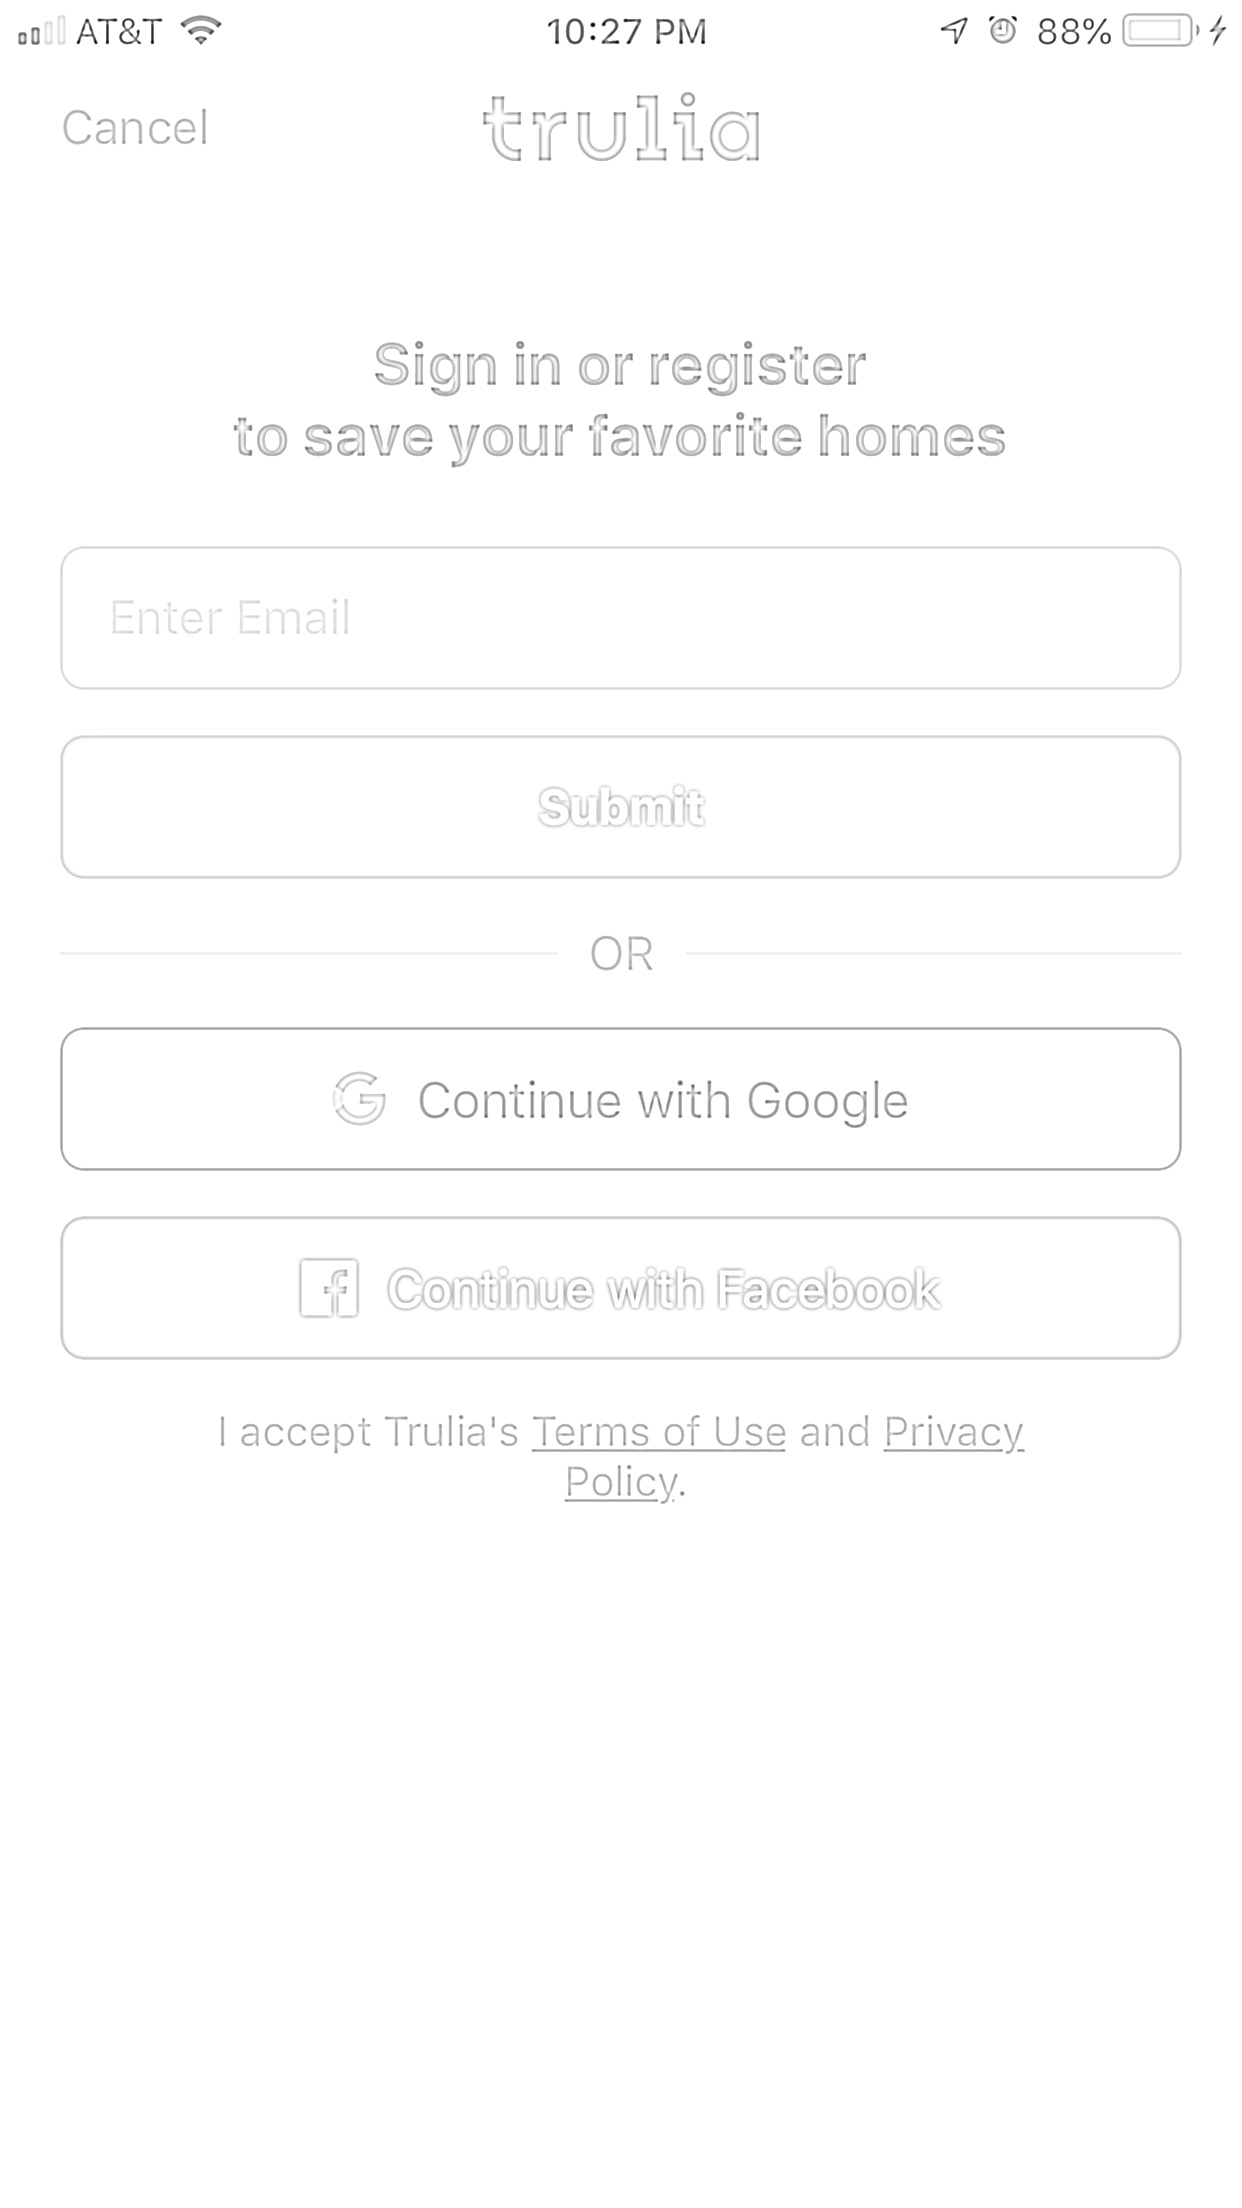 AT&T 10:27 PM 88%
Cancel trulia
Sign in or register
to save your favorite homes
Enter Email
Submit
OR
G Continue with Google
f Continue with Facebook
I accept Trulia's Terms of Use and Privacy
Policy.